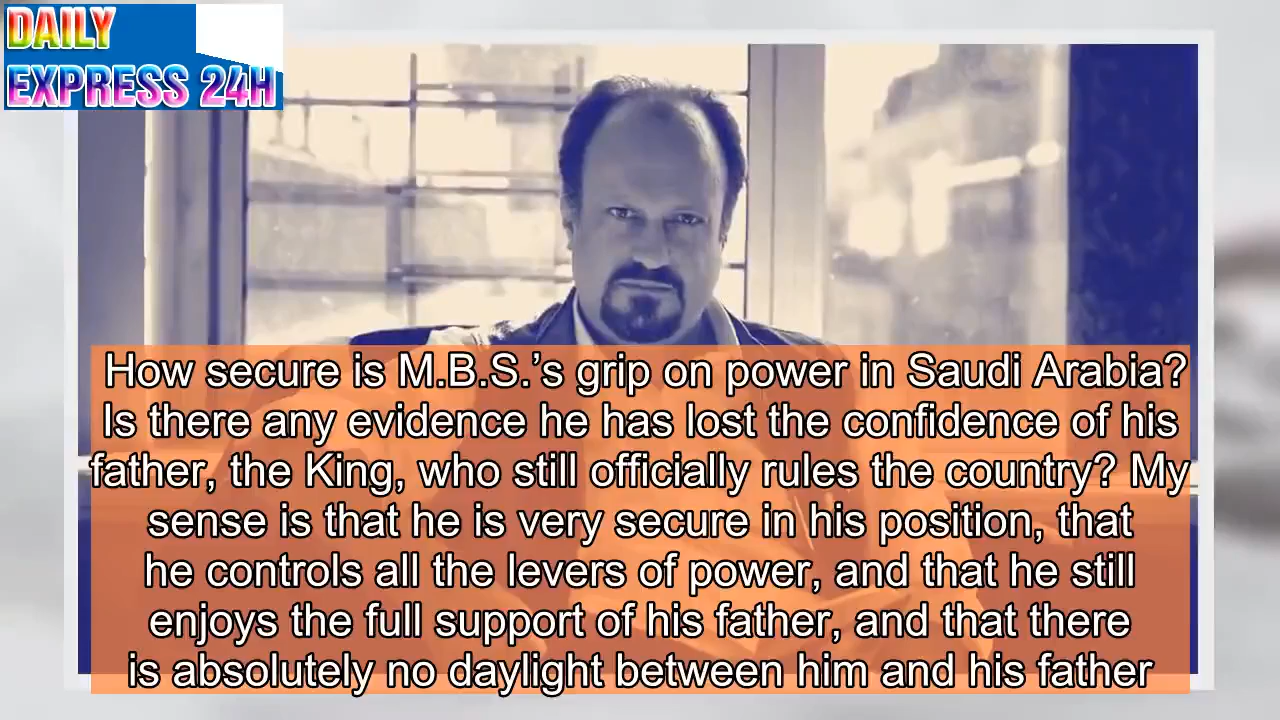 DAILY
EXPRESS 24H
How secure is M.B.S.’s grip on power in Saudi Arabia?
Is there any evidence he has lost the confidence of his
father, the King, who still officially rules the country? My
sense is that he is very secure in his position, that
he controls all the levers of power, and that he still
enjoys the full support of his father, and that there
is absolutely no daylight between him and his father